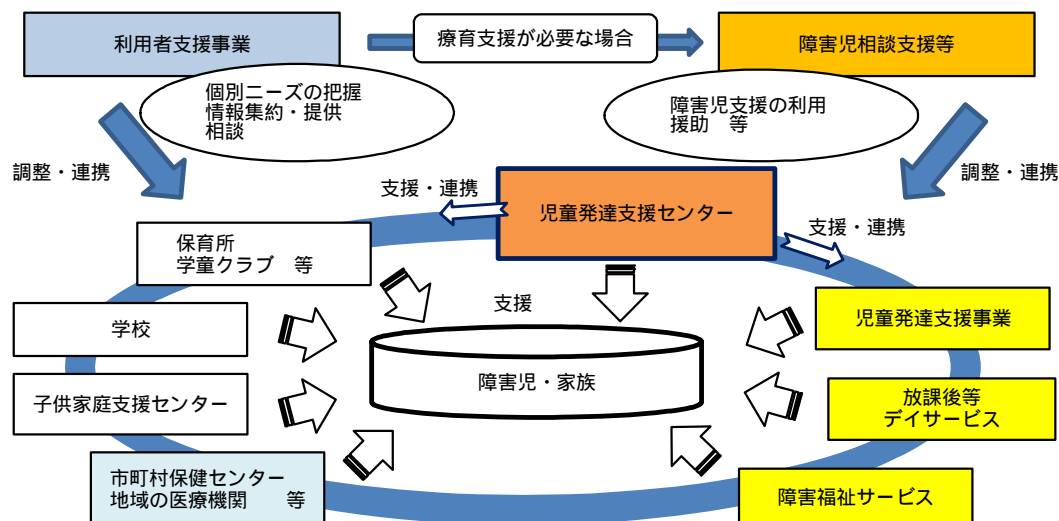 利用者支援事業
療育支援が必要な場合
障害児相談支援等
個別ニーズの把握
情報集約・提供
相談
障害児支援の利用
援助　等
調整・連携
調整・連携
支援・連携
児童発達支援センター
支援・連携
保育所
学童クラブ　等
支援
学校
児童発達支援事業
障害児・家族
子供家庭支援センター
放課後等
デイサービス
市町村保健センター
地域の医療機関　等
障害福祉サービス